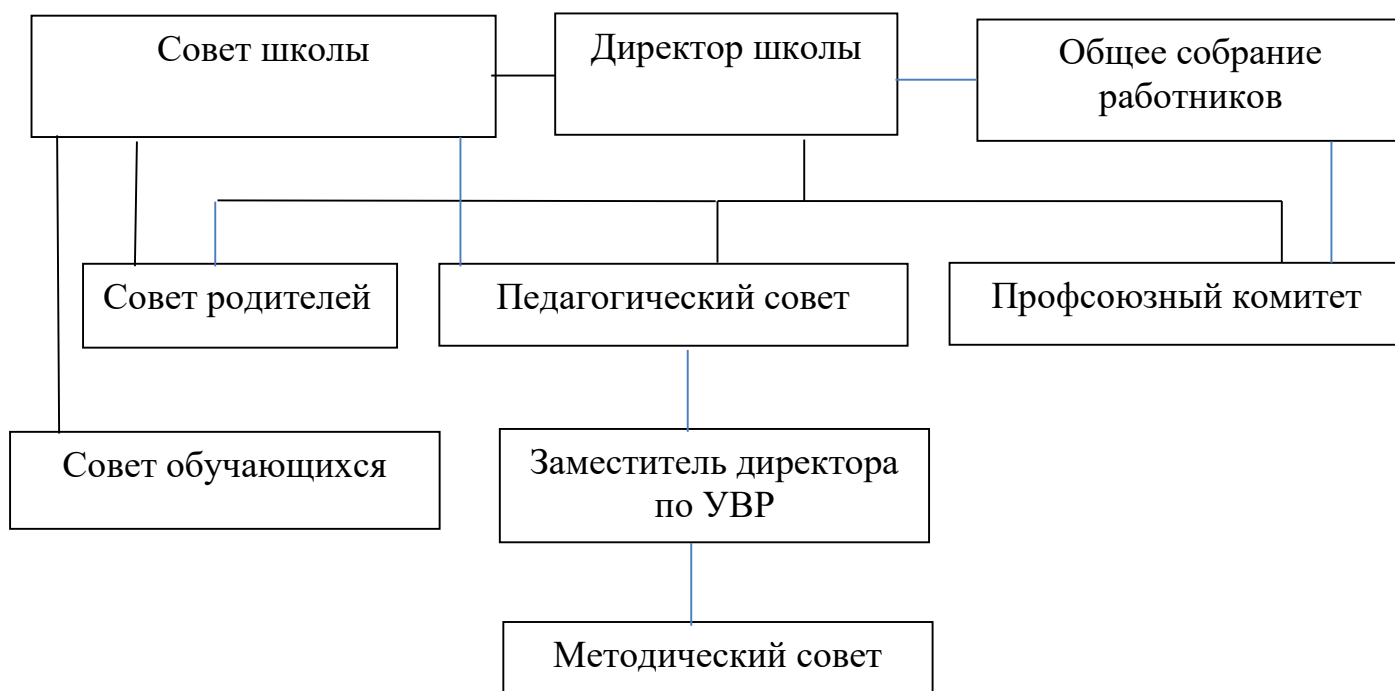 Совет школы
Директор школы
Общее собрание
работников
Совет родителей
Педагогический совет
Профсоюзный комитет
Совет обучающихся
Заместитель директора
по УВР
Методический совет